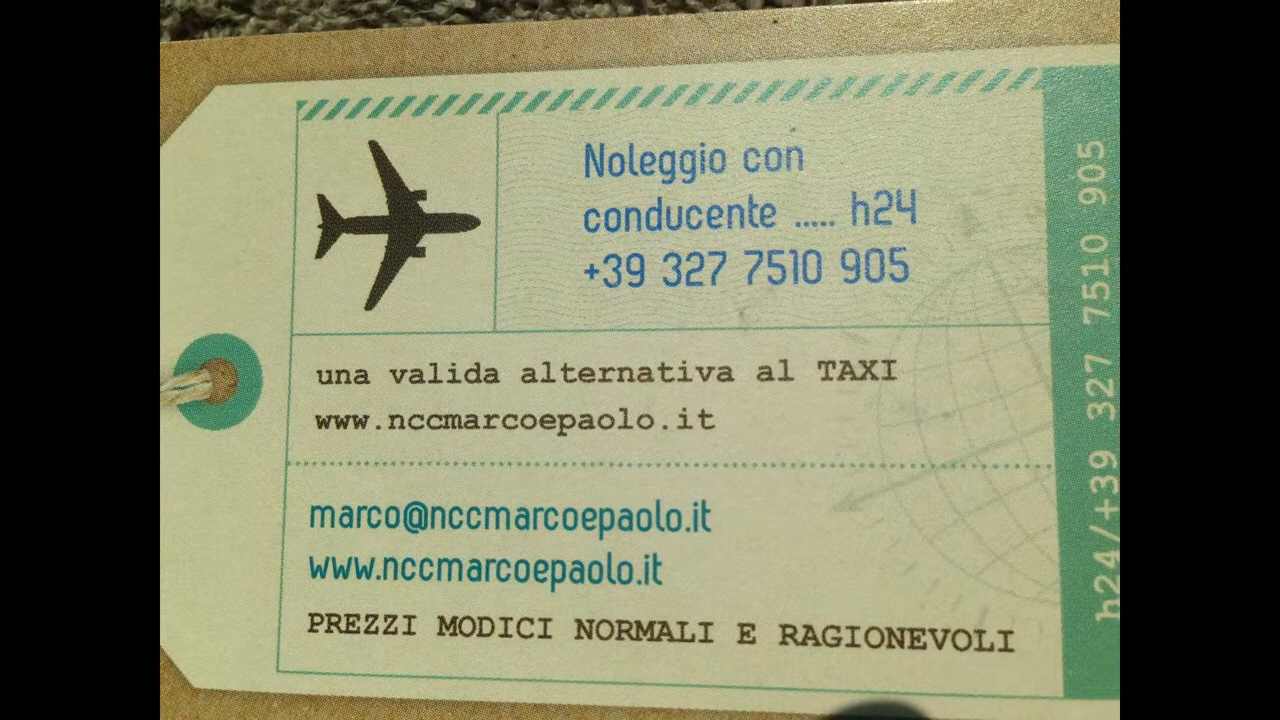 Noleggio con
conducente ..... h24
+39 327 7510 905
una valida alternativa al TAXI
www.nccmarcoepaolo.it
marco@nccmarcoepaolo.it
www.nccmarcoepaolo.it
PREZZI MODICI NORMALI E RAGIONEVOLI
h24/+39 327 7510 905